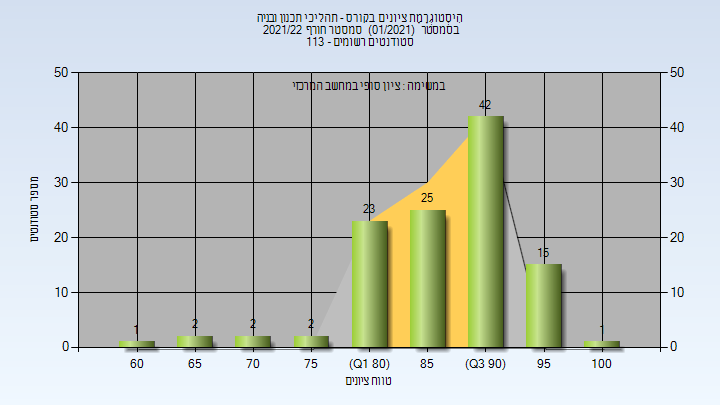 היסטוגרמת ציונים בקורס - תהליכי תכנון ובניה
בסמסטר (01/2021) סמסטר חורף 2021/22
סטודנטים רשומים - 113
במשימה : ציון סופי במחשב המרכזי
50 50
40 40
30 30
20 20
10 10
0 0
מספר סטודנטים
1 2 2 2 23 25 42 15 1
60 65 70 75 (Q1 80) 85 (Q3 90) 95 100
טווח ציונים